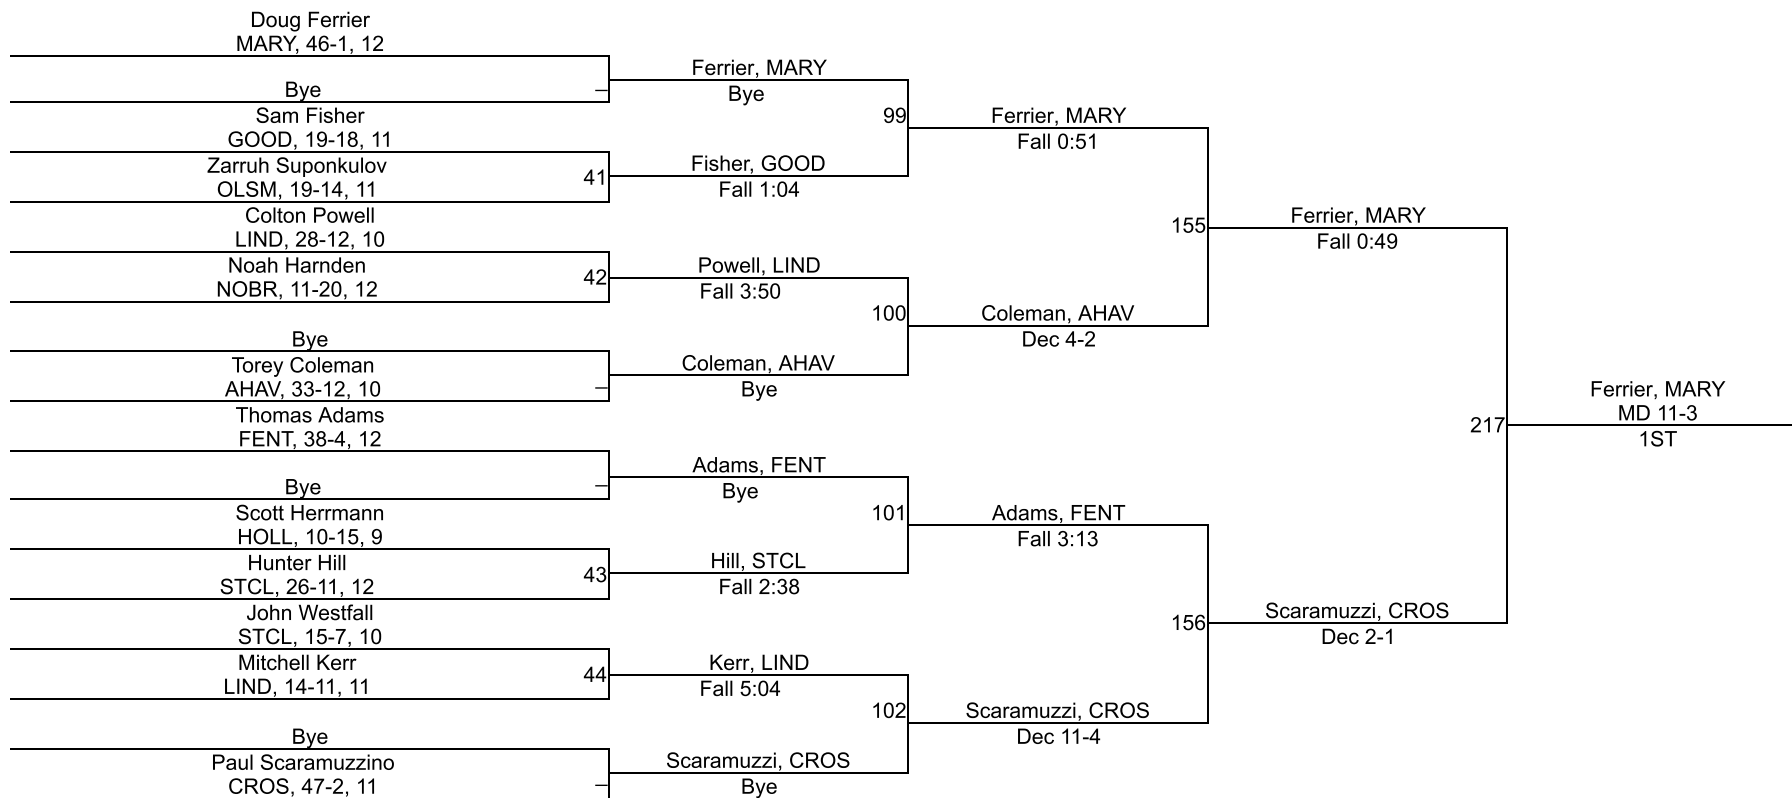 Doug Ferrier
MARY, 46-1, 12
Bye
Sam Fisher
GOOD, 19-18, 11
Zarruh Suponkulov
OLSM, 19-14, 11
Colton Powell
LIND, 28-12, 10
Noah Harnden
NOBR, 11-20, 12
Bye
Torey Coleman
AHAV, 33-12, 10
Thomas Adams
FENT, 38-4, 12
Bye
Scott Herrmann
HOLL, 10-15, 9
Hunter Hill
STCL, 26-11, 12
John Westfall
STCL, 15-7, 10
Mitchell Kerr
LIND, 14-11, 11
Bye
Paul Scaramuzzino
CROS, 47-2, 11
–
41
42
–
–
43
44
–
Ferrier, MARY
Bye
Fisher, GOOD
Fall 1:04
Powell, LIND
Fall 3:50
Coleman, AHAV
Bye
Adams, FENT
Bye
Hill, STCL
Fall 2:38
Kerr, LIND
Fall 5:04
Scaramuzzi, CROS
Bye
99
100
101
102
Ferrier, MARY
Fall 0:51
Coleman, AHAV
Dec 4-2
Adams, FENT
Fall 3:13
Scaramuzzi, CROS
Dec 11-4
155
156
Ferrier, MARY
Fall 0:49
Scaramuzzi, CROS
Dec 2-1
217
Ferrier, MARY
MD 11-3
1ST